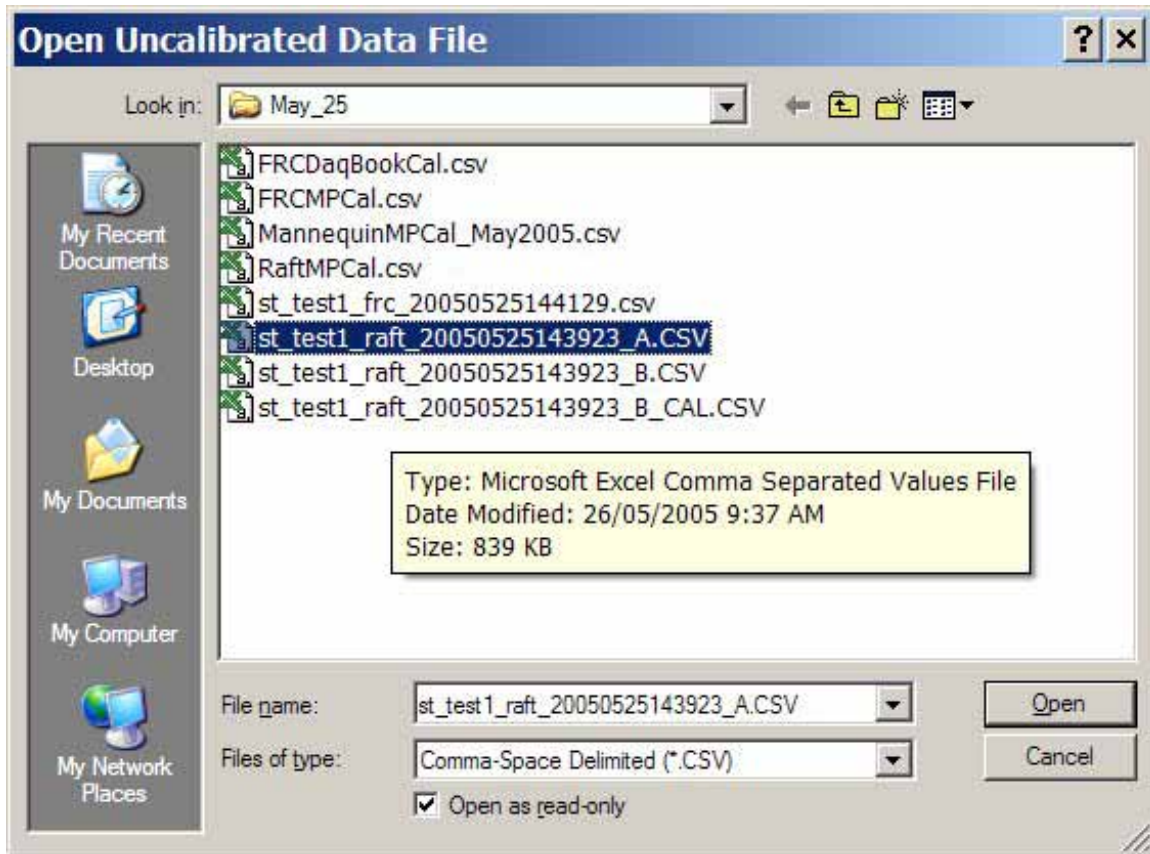 Open Uncalibrated Data File
Look in:
May_25
My Recent
Documents
Desktop
My Documents
My Computer
My Network
Places
FRCDaqBookCal.csv
FRCMPCal.csv
MannequinMPCal_May2005.csv
RaftMPCal.csv
st_test1_frc_20050525144129.csv
st_test1_raft_20050525143923_A.CSV
st_test1_raft_20050525143923_B.CSV
st_test1_raft_20050525143923_B_CAL.CSV
Type: Microsoft Excel Comma Separated Values File
Date Modified: 26/05/2005 9:37 AM
Size: 839 KB
File name:
st_test1_raft_20050525143923_A.CSV
Open
Files of type:
Comma-Space Delimited (*.CSV)
Cancel
Open as read-only